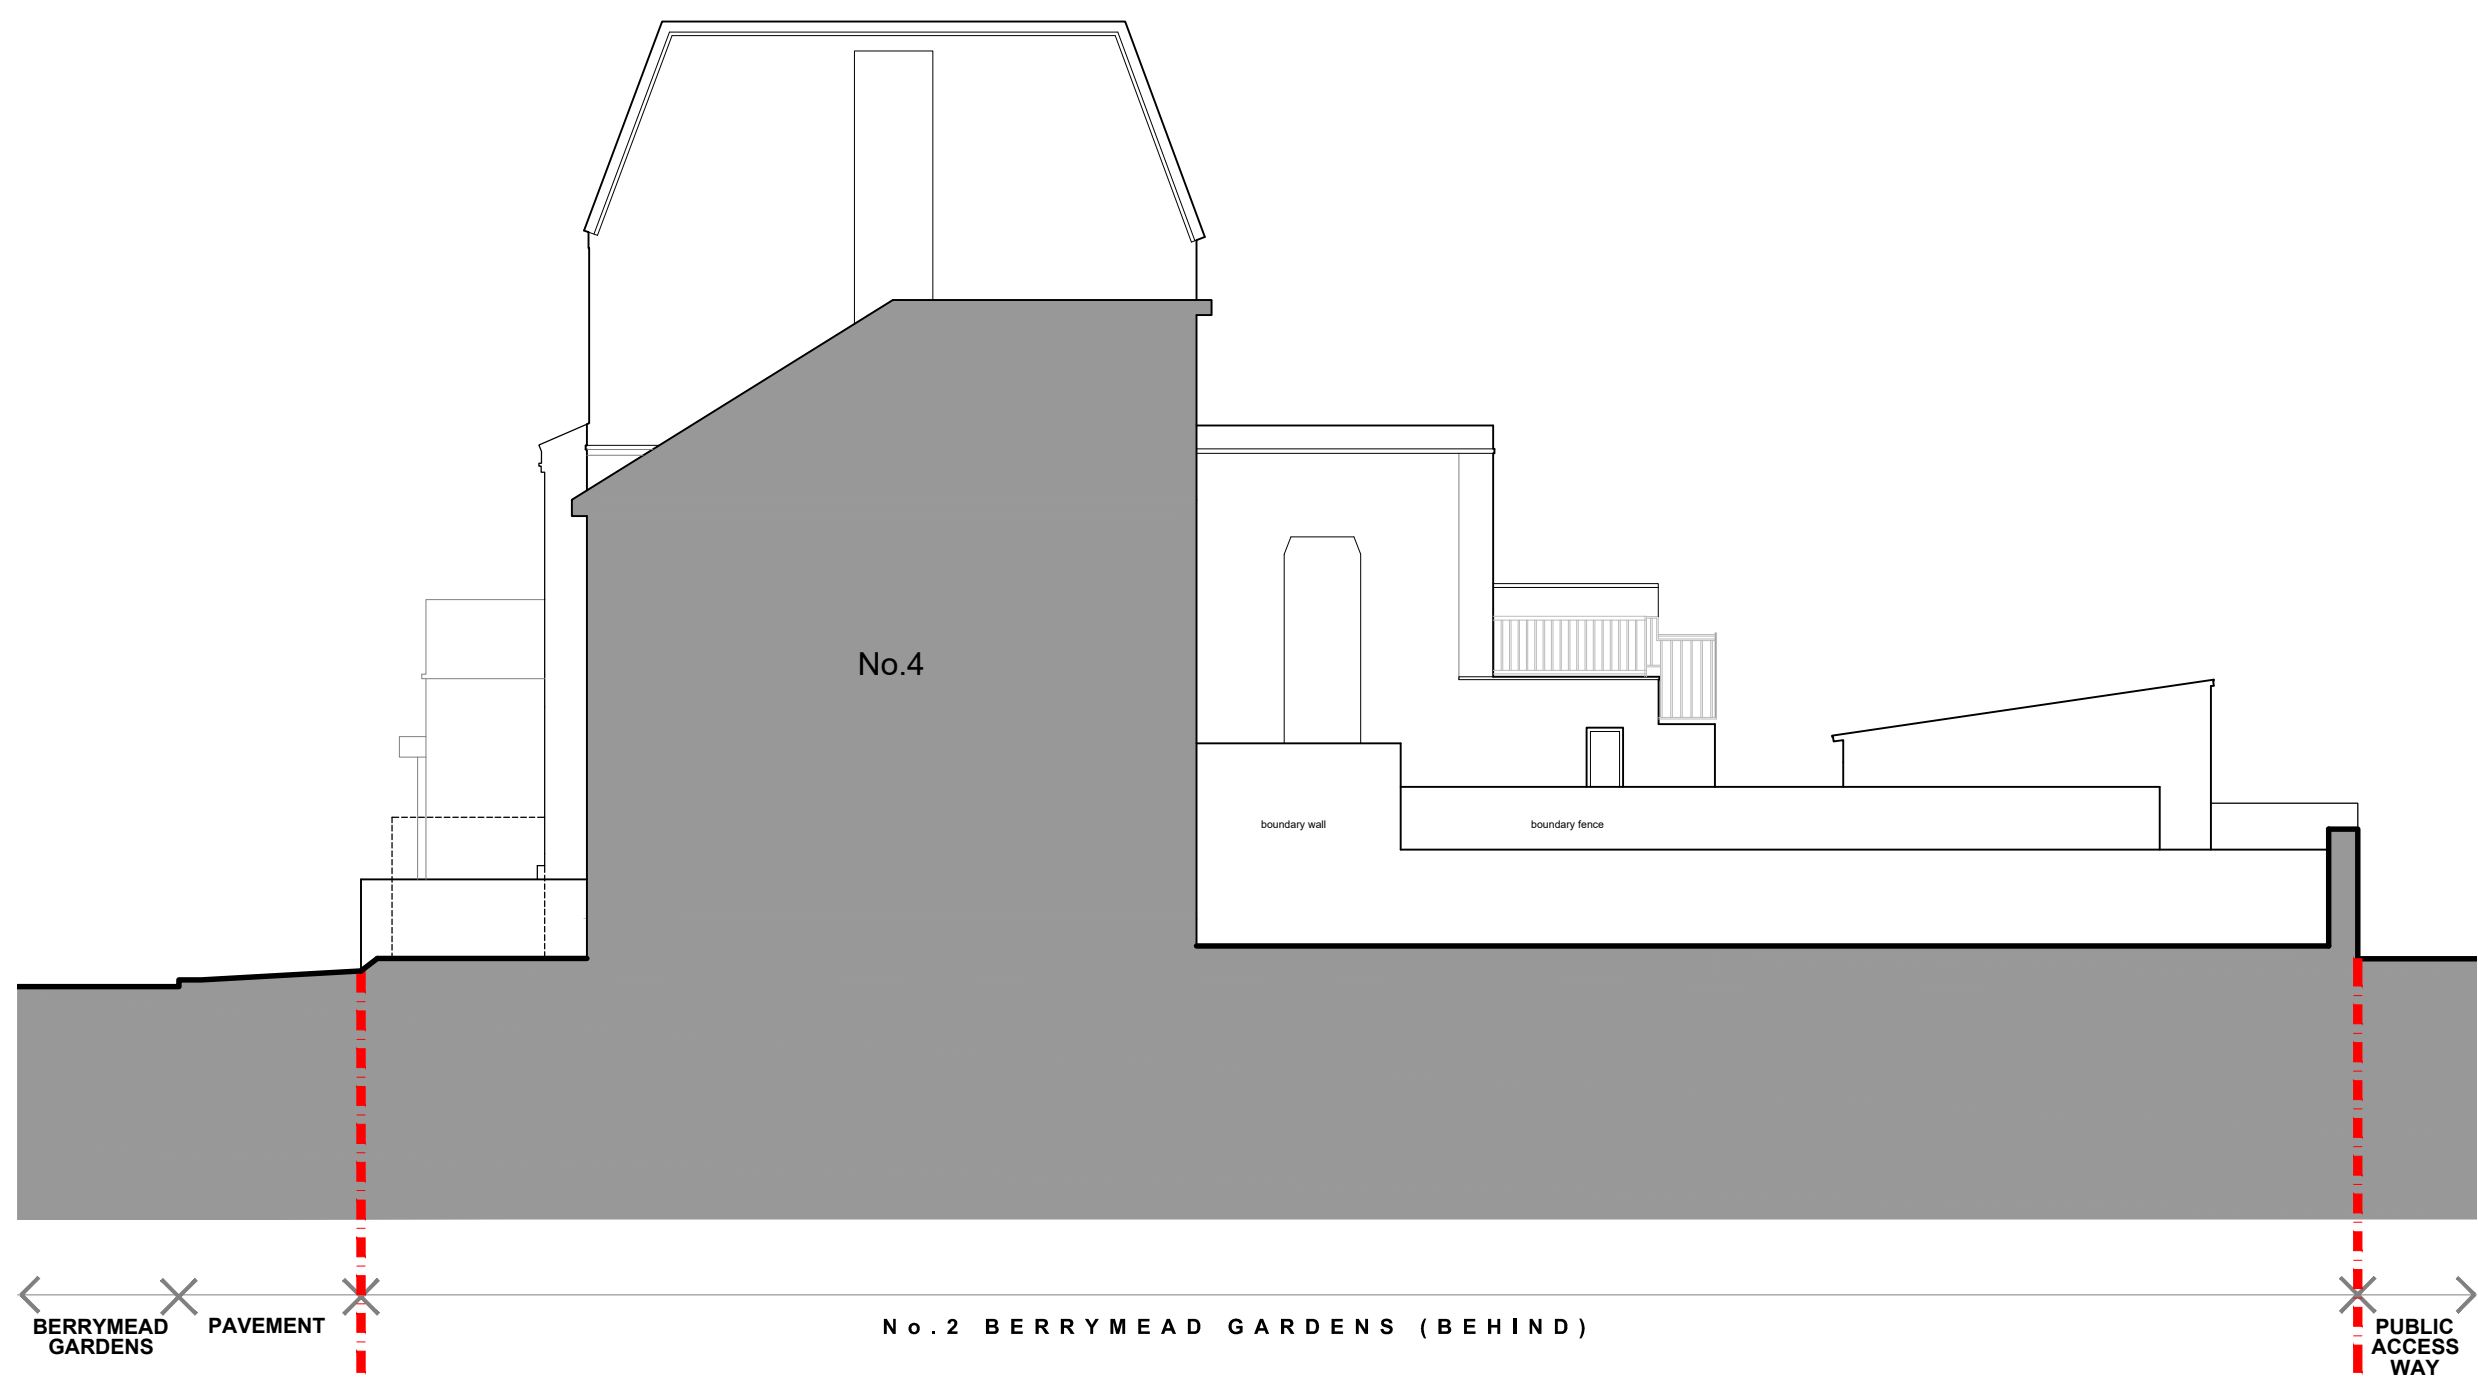 No.4
boundary wall
boundary fence
BERRYMEAD
GARDENS
PAVEMENT
No.2 BERRYMEAD GARDENS (BEHIND)
PUBLIC
ACCESS
WAY